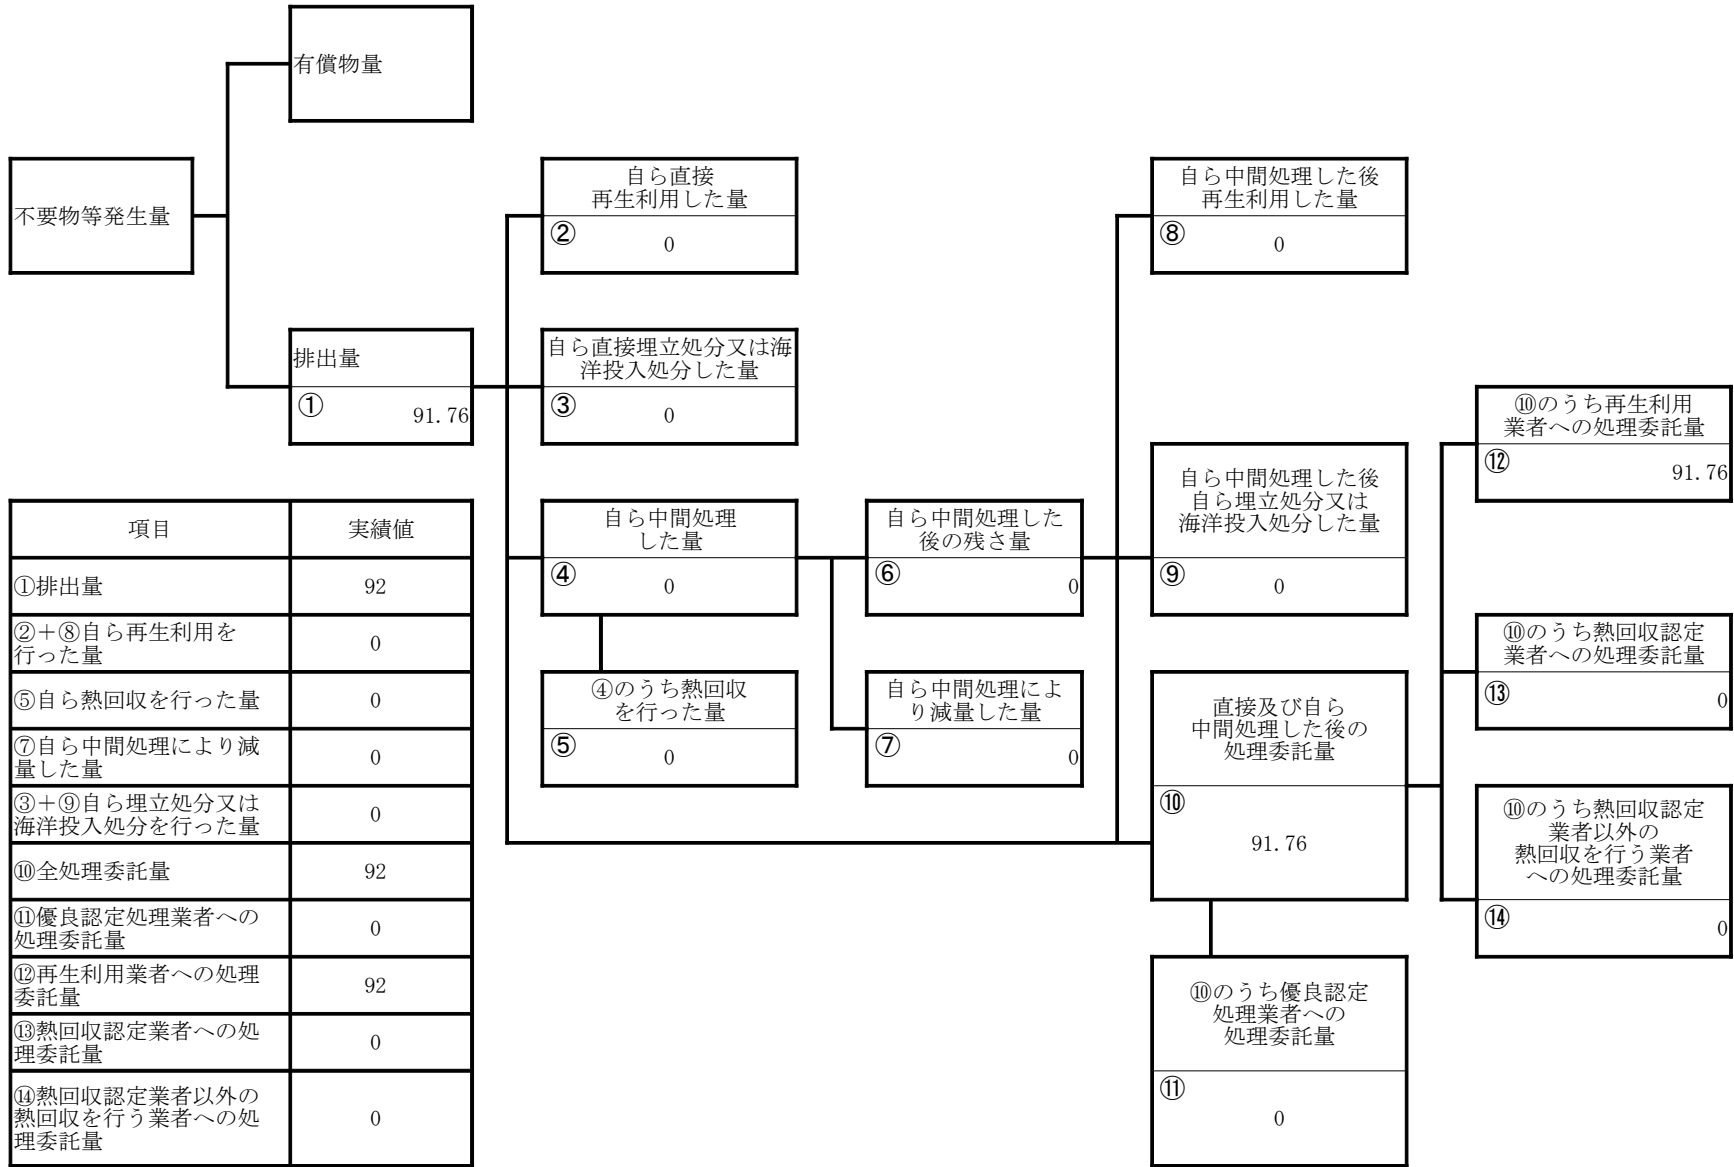 有償物量
不要物等発生量
自ら直接
再生利用した量
②
0
自ら中間処理した後
再生利用した量
⑧
0
排出量
①
91.76
自ら直接埋立処分又は海
洋投入処分した量
③
0
⑩のうち再生利用
業者への処理委託量
⑫
91.76
自ら中間処理
した量
④
0
自ら中間処理した
後の残さ量
⑥
0
自ら中間処理した後
自ら埋立処分又は
海洋投入処分した量
⑨
0
⑩のうち熱回収認定
業者への処理委託量
⑬
0
④のうち熱回収
を行った量
⑤
0
自ら中間処理によ
り減量した量
⑦
0
直接及び自ら
中間処理した後の
処理委託量
⑩
91.76
⑩のうち熱回収認定
業者以外の
熱回収を行う業者
への処理委託量
⑭
0
⑩のうち優良認定
処理業者への
処理委託量
⑪
0
項目 実績値
①排出量 92
②+⑧自ら再生利用を
行った量 0
⑤自ら熱回収を行った量 0
⑦自ら中間処理により減
量した量 0
③+⑨自ら埋立処分又は
海洋投入処分を行った量 0
⑩全処理委託量 92
⑪優良認定処理業者への
処理委託量 0
⑫再生利用業者への処理
委託量 92
⑬熱回収認定業者への処
理委託量 0
⑭熱回収認定業者以外の
熱回収を行う業者への処
理委託量 0